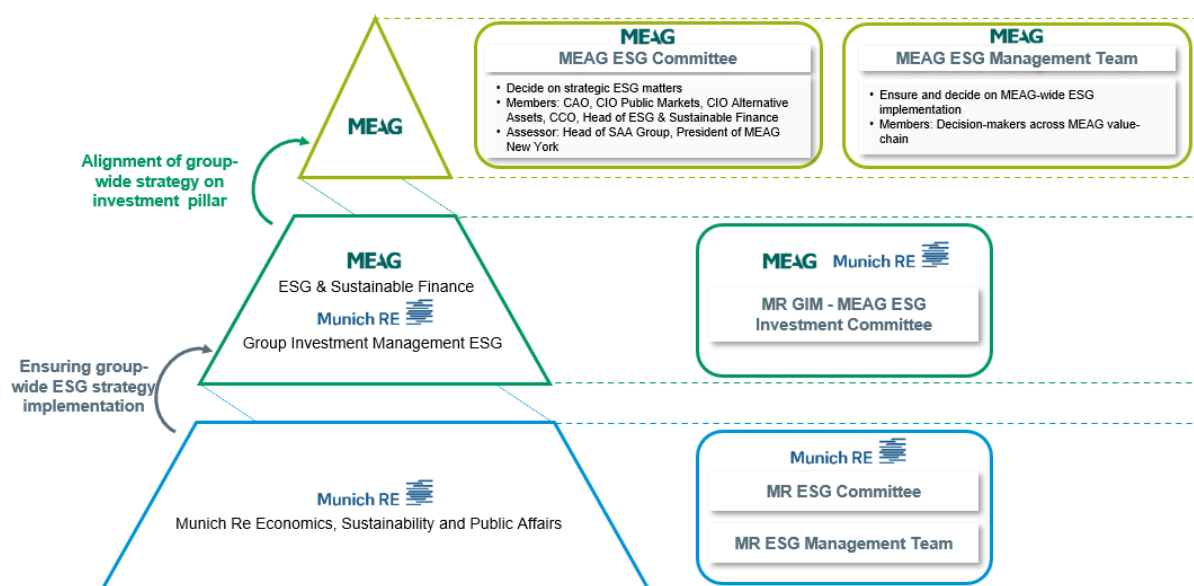 MEAG
MEAG ESG Committee
• Decide on strategic ESG matters
• Members: CAO, CIO Public Markets, CIO Alternative
Assets, CCO, Head of ESG & Sustainable Finance
• Assessor: Head of SAA Group, President of MEAG
New York
MEAG
MEAG ESG Management Team
• Ensure and decide on MEAG-wide ESG
implementation
• Members: Decision-makers across MEAG value-
chain
MEAG
Alignment of group-
wide strategy on
investment pillar
MEAG
ESG & Sustainable Finance
Munich RE
Group Investment Management ESG
MEAG Munich RE
MR GIM - MEAG ESG
Investment Committee
Ensuring group-
wide ESG strategy
implementation
Munich RE
Munich Re Economics, Sustainability and Public Affairs
Munich RE
MR ESG Committee
MR ESG Management Team